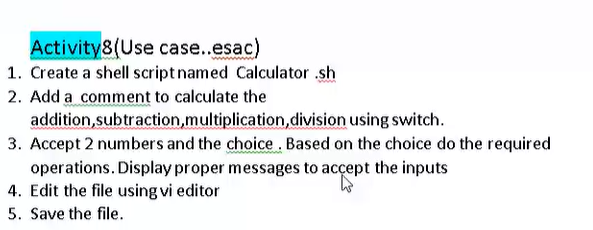 Activity8(Use case..esac)
1. Create a shell script named Calculator .sh
2. Add a comment to calculate the
addition,subtraction,multiplication,division using switch.
3. Accept 2 numbers and the choice . Based on the choice do the required
operations. Display proper messages to accept the inputs
4. Edit the file using vi editor
5. Save the file.